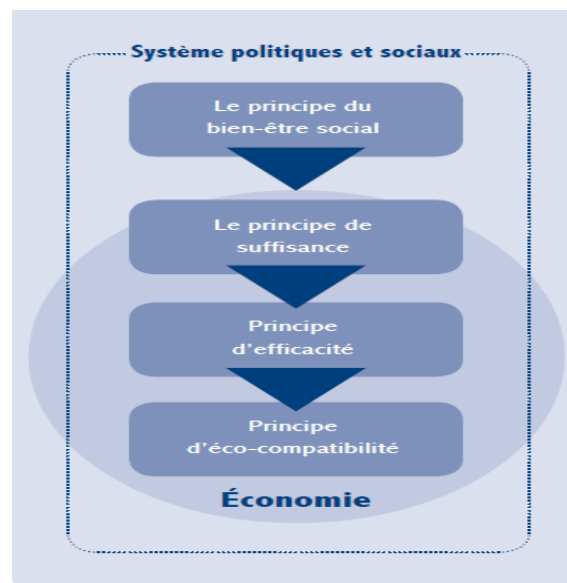 Système politiques et sociaux
Le principe du
bien-être social
Le principe de
suffisance
Principe
d'efficacité
Principe
d'éco-compatibilité
Économie